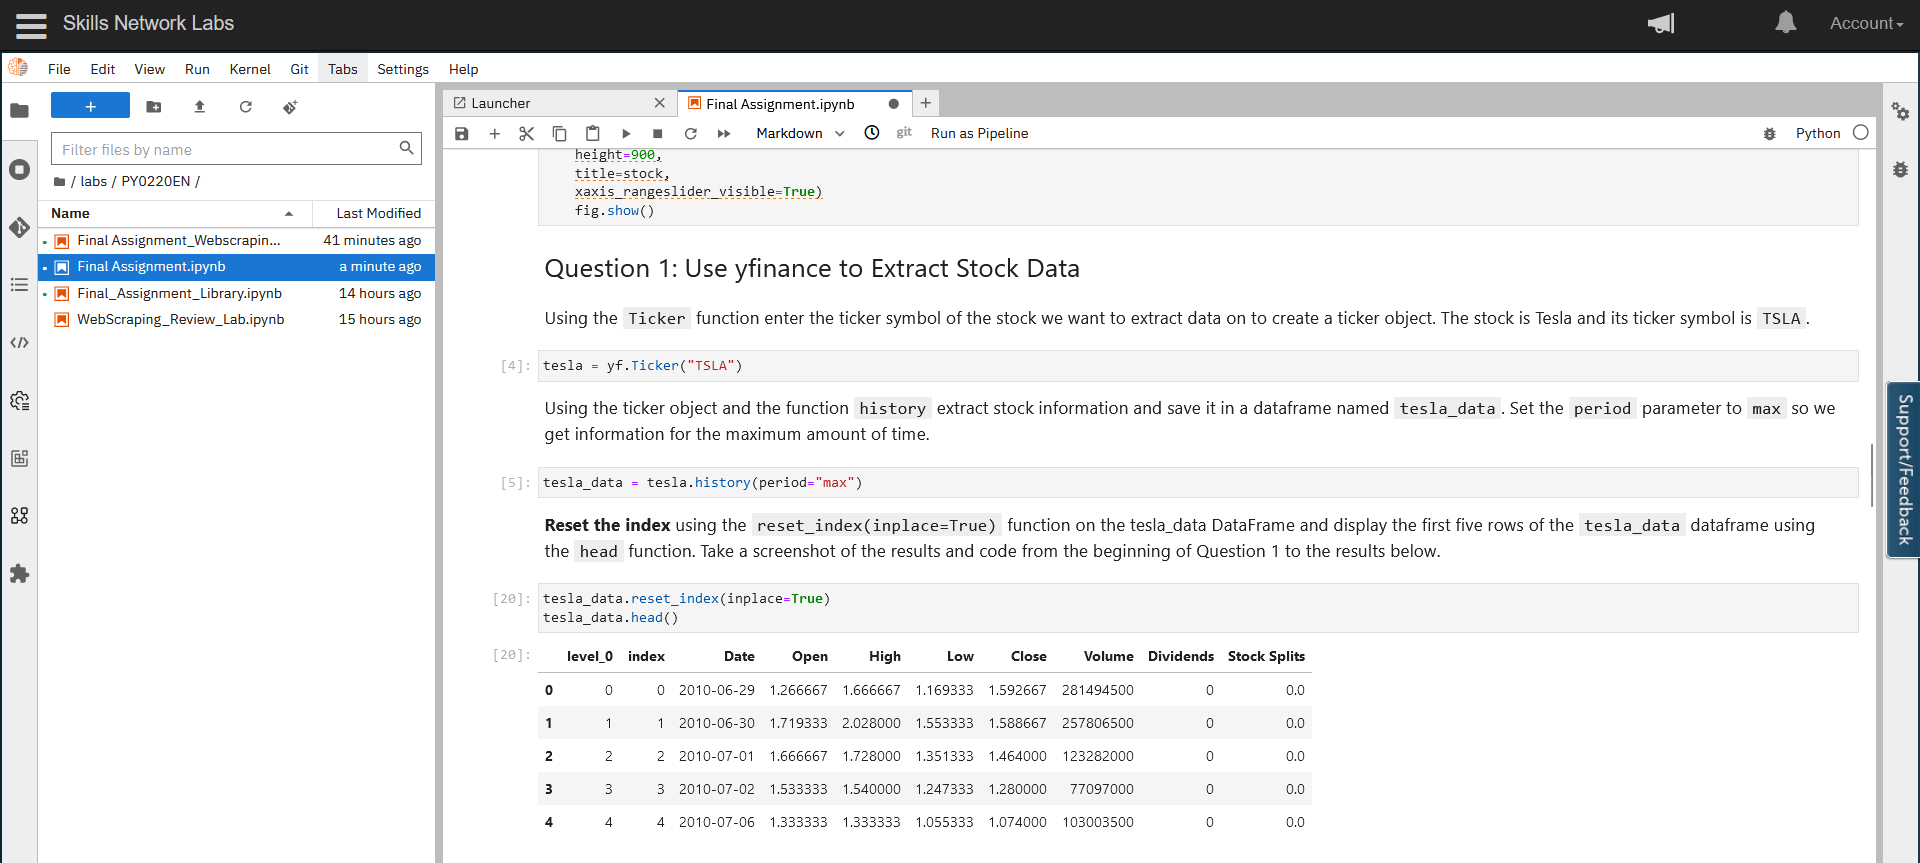 Skills Network Labs
Account
File Edit View Run Kernel Git Tabs Settings Help
+
Filter files by name
/ labs / PY0220EN /
Name Last Modified
Final Assignment_Webscrapin... 41 minutes ago
Final Assignment.ipynb a minute ago
Final_Assignment_Library.ipynb 14 hours ago
WebScraping_Review_Lab.ipynb 15 hours ago
Launcher
Final Assignment.ipynb
Markdown git Run as Pipeline Python
height=900,
title=stock,
xaxis_rangeslider_visible=True)
fig.show()
Question 1: Use yfinance to Extract Stock Data
Using the Ticker function enter the ticker symbol of the stock we want to extract data on to create a ticker object. The stock is Tesla and its ticker symbol is TSLA.
[4]: tesla = yf.Ticker("TSLA")
Using the ticker object and the function history extract stock information and save it in a dataframe named tesla_data. Set the period parameter to max so we
get information for the maximum amount of time.
[5]: tesla_data = tesla.history(period="max")
Reset the index using the reset_index(inplace=True) function on the tesla_data DataFrame and display the first five rows of the tesla_data dataframe using
the head function. Take a screenshot of the results and code from the beginning of Question 1 to the results below.
[20]: tesla_data.reset_index(inplace=True)
tesla_data.head()
[20]: level_0 index Date Open High Low Close Volume Dividends Stock Splits
0 0 0 2010-06-29 1.266667 1.666667 1.169333 1.592667 281494500 0 0.0
1 1 1 2010-06-30 1.719333 2.028000 1.553333 1.588667 257806500 0 0.0
2 2 2 2010-07-01 1.666667 1.728000 1.351333 1.464000 123282000 0 0.0
3 3 3 2010-07-02 1.533333 1.540000 1.247333 1.280000 77097000 0 0.0
4 4 4 2010-07-06 1.333333 1.333333 1.055333 1.074000 103003500 0 0.0
Support/Feedback